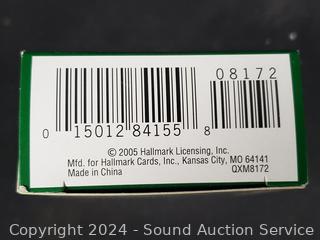 08172
0 15012 84155 8
© 2005 Hallmark Licensing, Inc.
Mfd. for Hallmark Cards, Inc., Kansas City, MO 64141
Made in China QXM8172
Copyright 2024 - Sound Auction Service